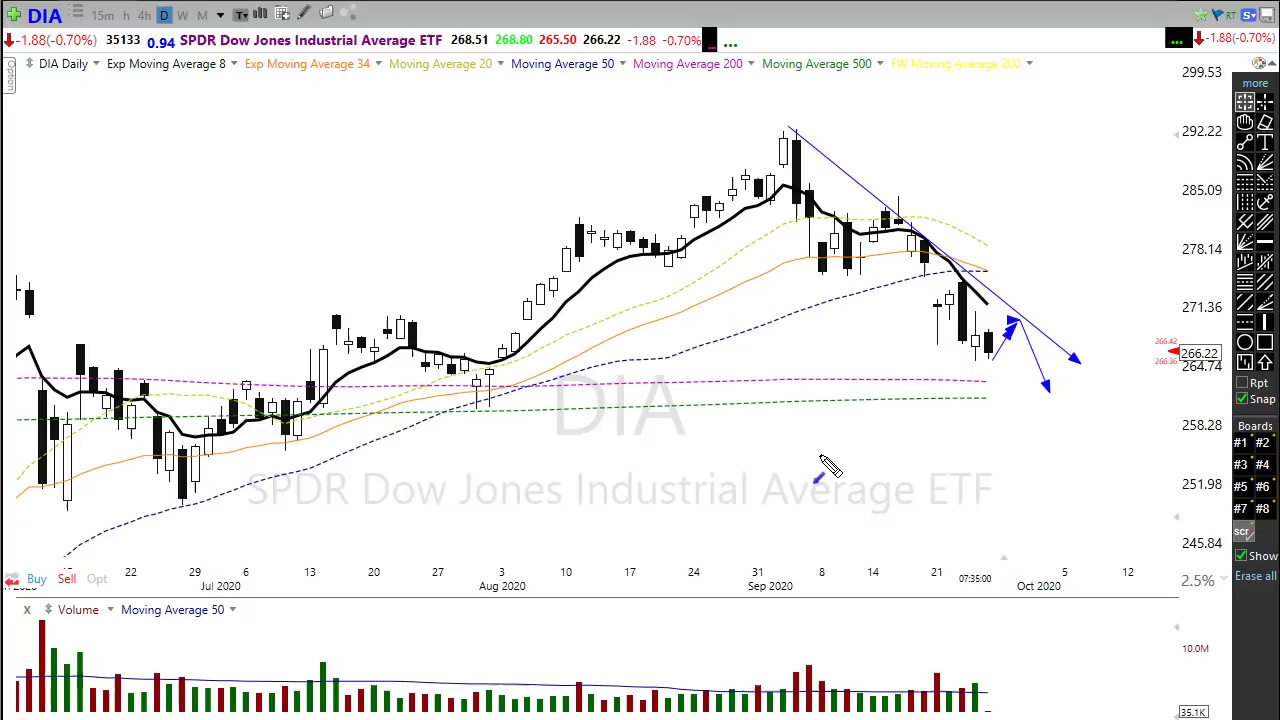 DIA 15m h 4h D W M T RT S
-1.88(-0.70%) 35133 0.94 SPDR Dow Jones Industrial Average ETF 268.51 268.80 265.50 266.22 -1.88 -0.70% ... ... -1.88(-0.70%)
Option
DIA Daily Exp Moving Average 8 Exp Moving Average 34 Moving Average 20 Moving Average 50 Moving Average 200 Moving Average 500 FW Moving Average 200
299.53
more
292.22
285.09
278.14
271.36
266.42
266.22
266.36
264.74
Rpt
Snap
DIA
258.28
Boards
#1 #2
#3 #4
SPDR Dow Jones Industrial Average ETF
251.98
#5 #6
#7 #8
scr
245.84
Show
Erase all
22 29 6 13 20 27 3 10 17 24 31 8 14 21 07:35:00 5 12
Buy Sell Opt
2.5%
Jul 2020 Aug 2020 Sep 2020 Oct 2020
x Volume Moving Average 50
10.0M
35.1K